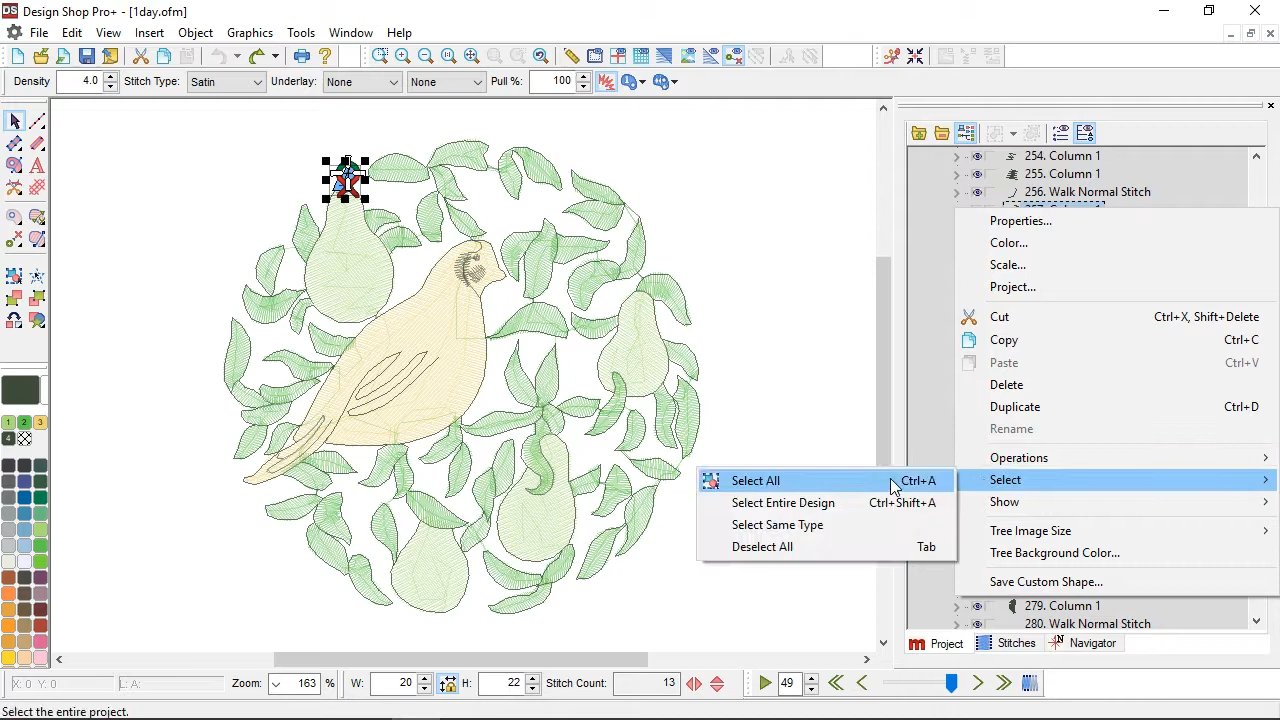 DS Design Shop Pro+ - [1day.ofm]
File Edit View Insert Object Graphics Tools Window Help
Density 4.0 Stitch Type: Satin Underlay: None None Pull %: 100
254. Column 1
255. Column 1
256. Walk Normal Stitch
Properties...
Color...
Scale...
Project...
Cut Ctrl+X, Shift+Delete
Copy Ctrl+C
Paste Ctrl+V
Delete
Duplicate Ctrl+D
Rename
Operations
Select
Show
Tree Image Size
Tree Background Color...
Save Custom Shape...
Select All Ctrl+A
Select Entire Design Ctrl+Shift+A
Select Same Type
Deselect All Tab
1 2 3
4
279. Column 1
280. Walk Normal Stitch
Project Stitches Navigator
X: 0 Y: 0 L: A: Zoom: 163 % W: 20 H: 22 Stitch Count: 13 49
Select the entire project.